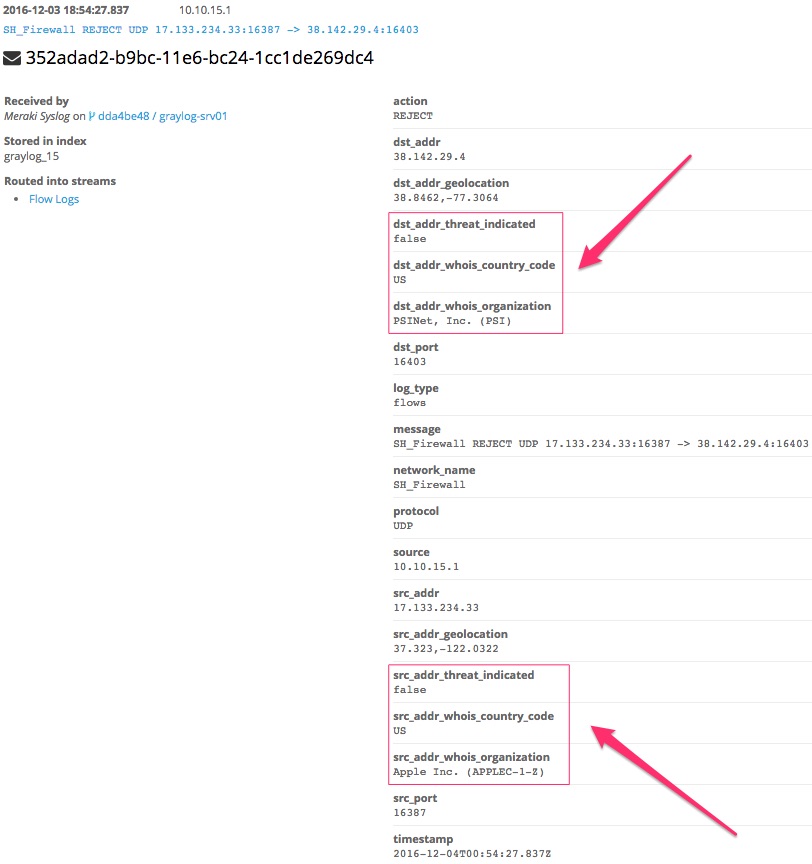 2016-12-03 18:54:27.837 10.10.15.1
SH_Firewall REJECT UDP 17.133.234.33:16387 -> 38.142.29.4:16403
352adad2-b9bc-11e6-bc24-1cc1de269dc4
Received by
Meraki Syslog on dda4be48 / graylog-srv01
Stored in index
graylog_15
Routed into streams
• Flow Logs
action
REJECT
dst_addr
38.142.29.4
dst_addr_geolocation
38.8462,-77.3064
dst_addr_threat_indicated
false
dst_addr_whois_country_code
US
dst_addr_whois_organization
PSINet, Inc. (PSI)
dst_port
16403
log_type
flows
message
SH_Firewall REJECT UDP 17.133.234.33:16387 -> 38.142.29.4:16403
network_name
SH_Firewall
protocol
UDP
source
10.10.15.1
src_addr
17.133.234.33
src_addr_geolocation
37.323,-122.0322
src_addr_threat_indicated
false
src_addr_whois_country_code
US
src_addr_whois_organization
Apple Inc. (APPLEC-1-Z)
src_port
16387
timestamp
2016-12-04T00:54:27.837Z